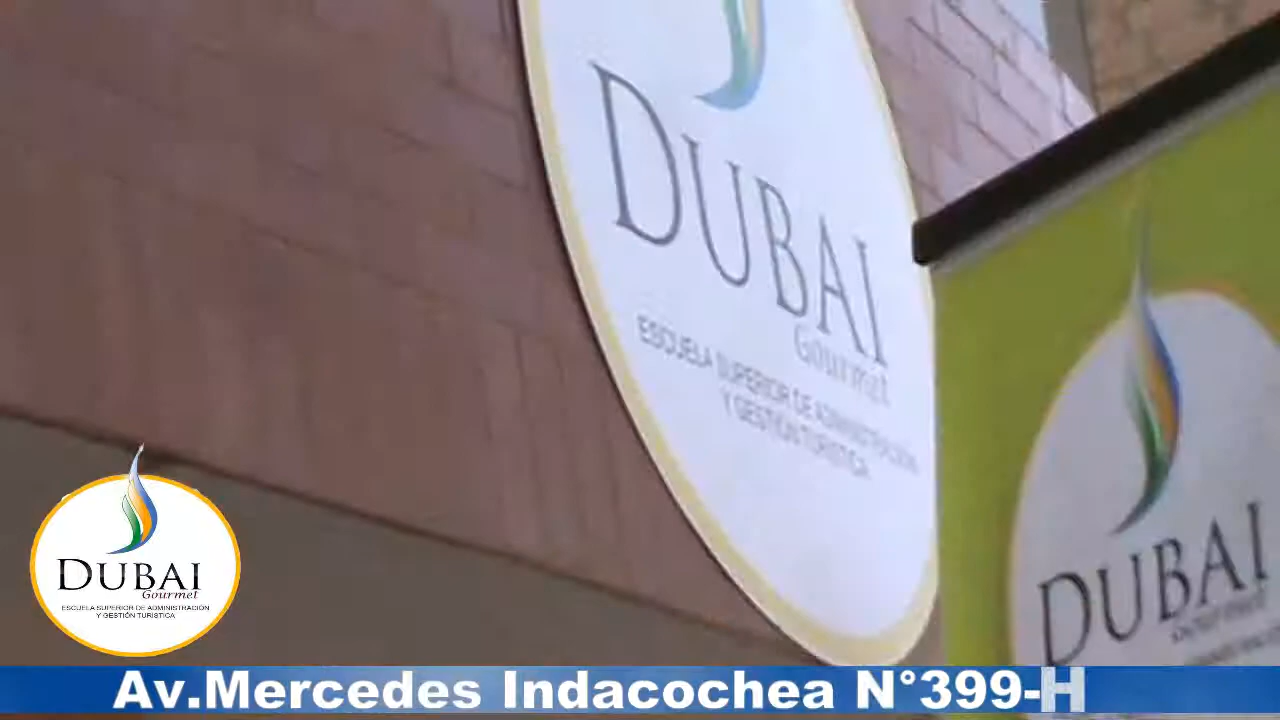 DUBAI
Gourmet
ESCUELA SUPERIOR DE ADMINISTRACIÓN
Y GESTIÓN TURÍSTICA
DUBAI
DUBAI
Gourmet
ESCUELA SUPERIOR DE ADMINISTRACIÓN
Y GESTIÓN TURÍSTICA
Av.Mercedes Indacochea N°399-H